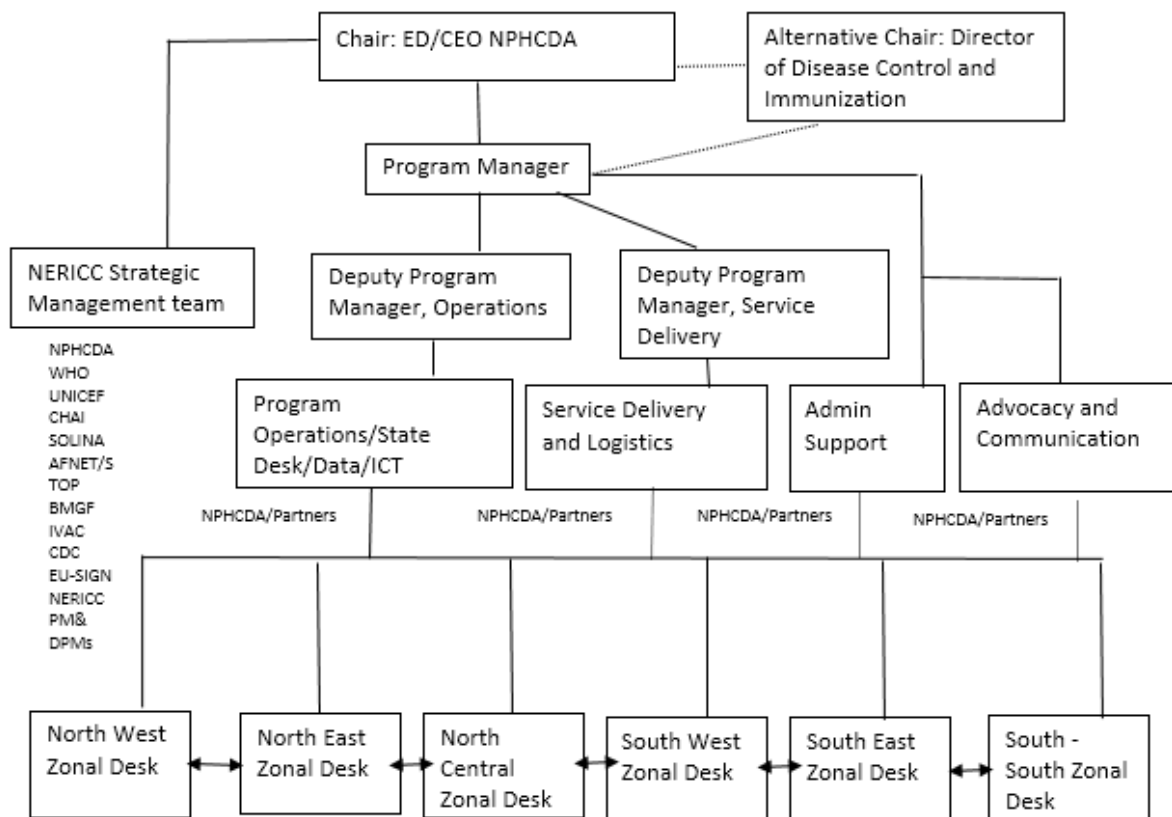 Chair: ED/CEO NPHCDA
Alternative Chair: Director
of Disease Control and
Immunization
Program Manager
NERICC Strategic
Management team
Deputy Program
Manager, Operations
Deputy Program
Manager, Service
Delivery
NPHCDA
WHO
UNICEF
CHAI
SOLINA
AFNET/S
TOP
BMGF
IVAC
CDC
EU-SIGN
NERICC
PM&
DPMs
Program
Operations/State
Desk/Data/ICT
Service Delivery
and Logistics
Admin
Support
Advocacy and
Communication
NPHCDA/Partners
NPHCDA/Partners
NPHCDA/Partners
NPHCDA/Partners
North West
Zonal Desk
North East
Zonal Desk
North
Central
Zonal Desk
South West
Zonal Desk
South East
Zonal Desk
South -
South Zonal
Desk